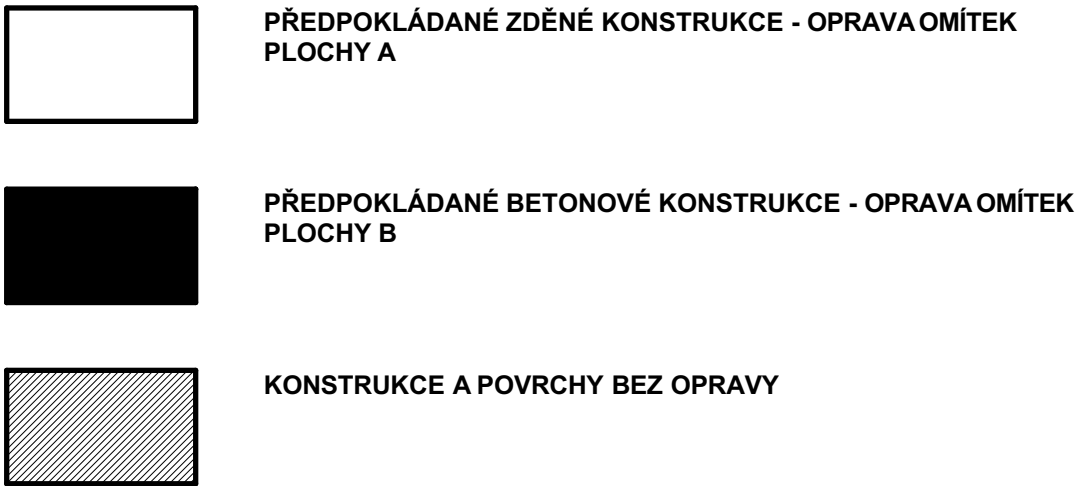 PŘEDPOKLÁDANÉ ZDĚNÉ KONSTRUKCE - OPRAVA OMÍTEK
PLOCHY A
PŘEDPOKLÁDANÉ BETONOVÉ KONSTRUKCE - OPRAVA OMÍTEK
PLOCHY B
KONSTRUKCE A POVRCHY BEZ OPRAVY